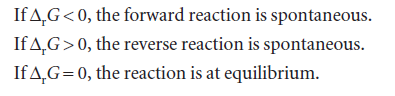 If ΔᵣG < 0, the forward reaction is spontaneous.
If ΔᵣG > 0, the reverse reaction is spontaneous.
If ΔᵣG = 0, the reaction is at equilibrium.